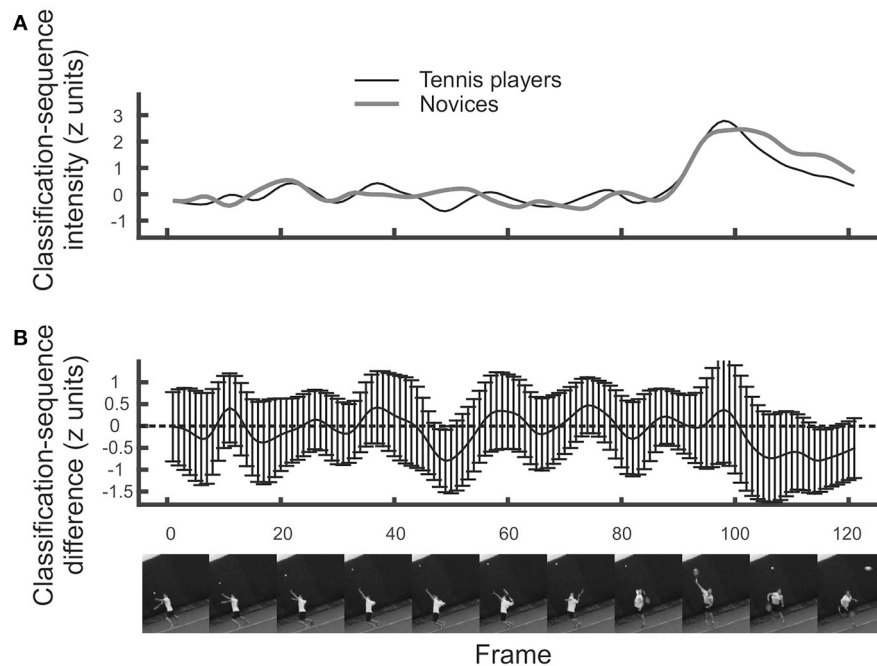 A
Classification-sequence
intensity (z units)
Tennis players
Novices
3
2
1
0
-1
B
Classification-sequence
difference (z units)
1
0.5
0
-0.5
-1
-1.5
0 20 40 60 80 100 120
Frame